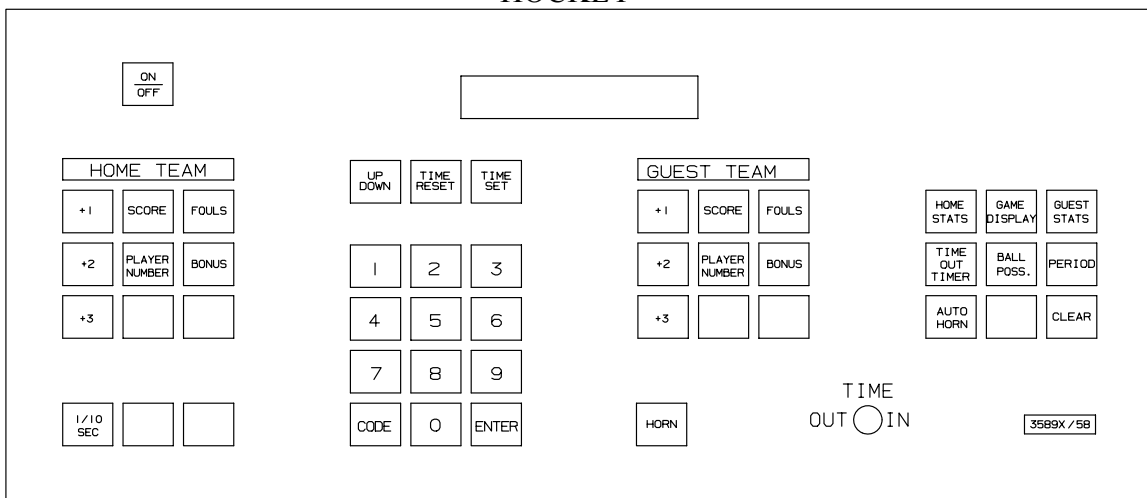 HOCKEY
ON
OFF
HOME TEAM
+1 SCORE FOULS
+2 PLAYER NUMBER BONUS
+3
1/10 SEC
UP DOWN TIME RESET TIME SET
1 2 3
4 5 6
7 8 9
CODE 0 ENTER
GUEST TEAM
+1 SCORE FOULS
+2 PLAYER NUMBER BONUS
+3
HORN
HOME STATS GAME DISPLAY GUEST STATS
TIME OUT TIMER BALL POSS. PERIOD
AUTO HORN CLEAR
TIME
OUT IN
3589X/58